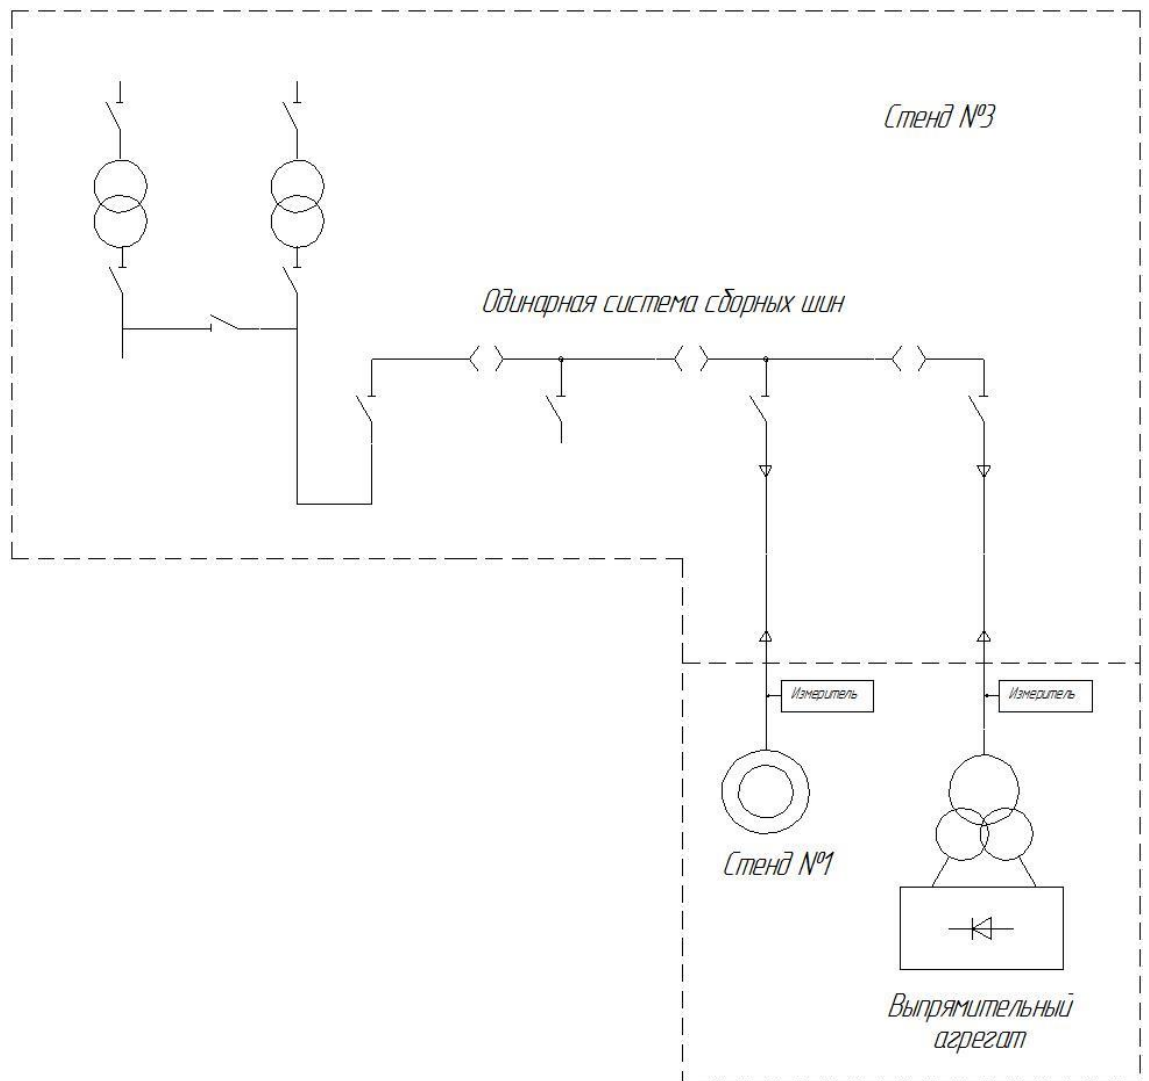 Стенд №3
Одинарная система сборных шин
Измеритель
Измеритель
Стенд №1
Выпрямительный
агрегат